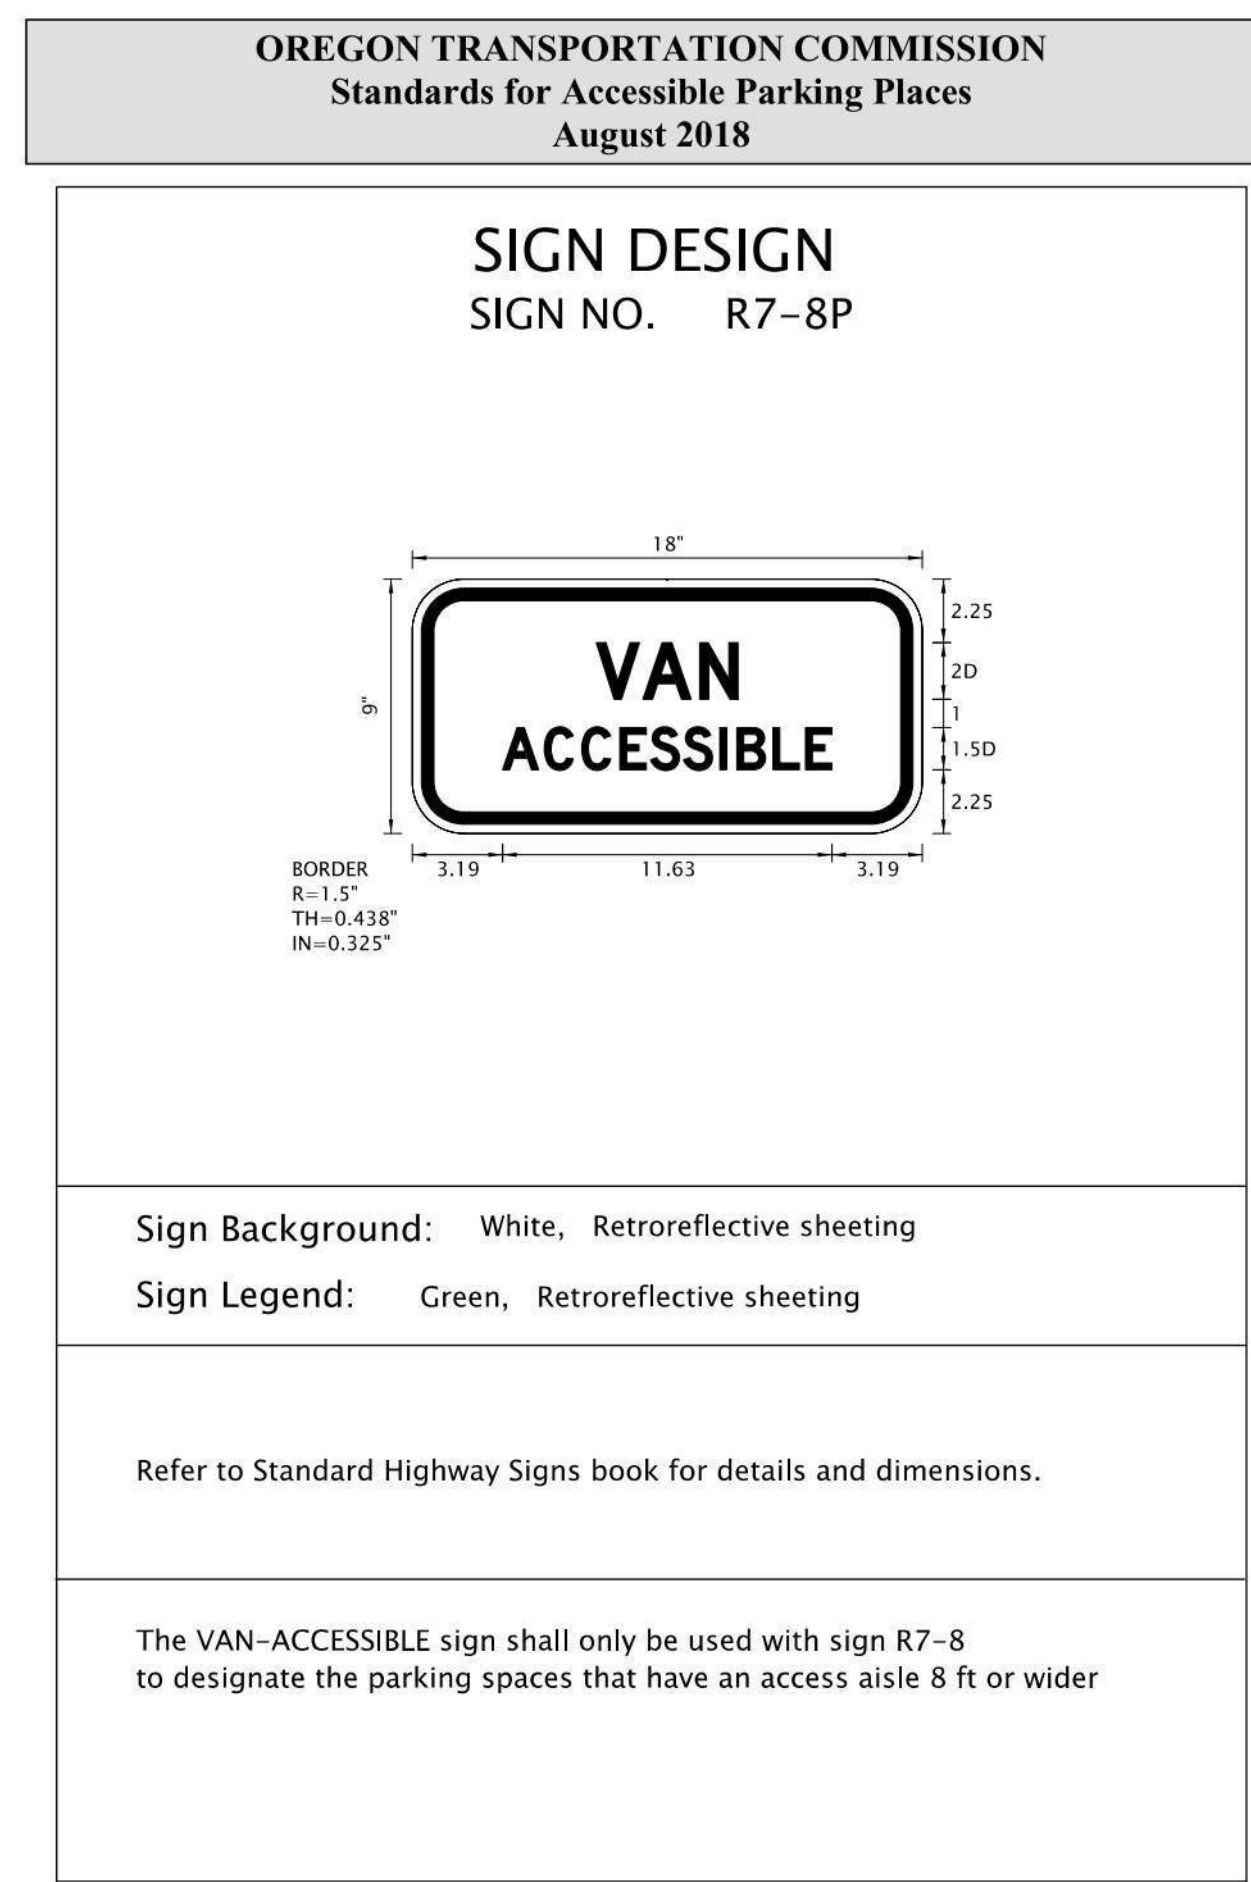 OREGON TRANSPORTATION COMMISSION
Standards for Accessible Parking Places
August 2018
SIGN DESIGN
SIGN NO. R7-8P
18"
9"
VAN
ACCESSIBLE
2.25
2D
1
1.5D
2.25
3.19
11.63
3.19
BORDER
R=1.5"
TH=0.438"
IN=0.325"
Sign Background: White, Retroreflective sheeting
Sign Legend: Green, Retroreflective sheeting
Refer to Standard Highway Signs book for details and dimensions.
The VAN-ACCESSIBLE sign shall only be used with sign R7-8
to designate the parking spaces that have an access aisle 8 ft or wider